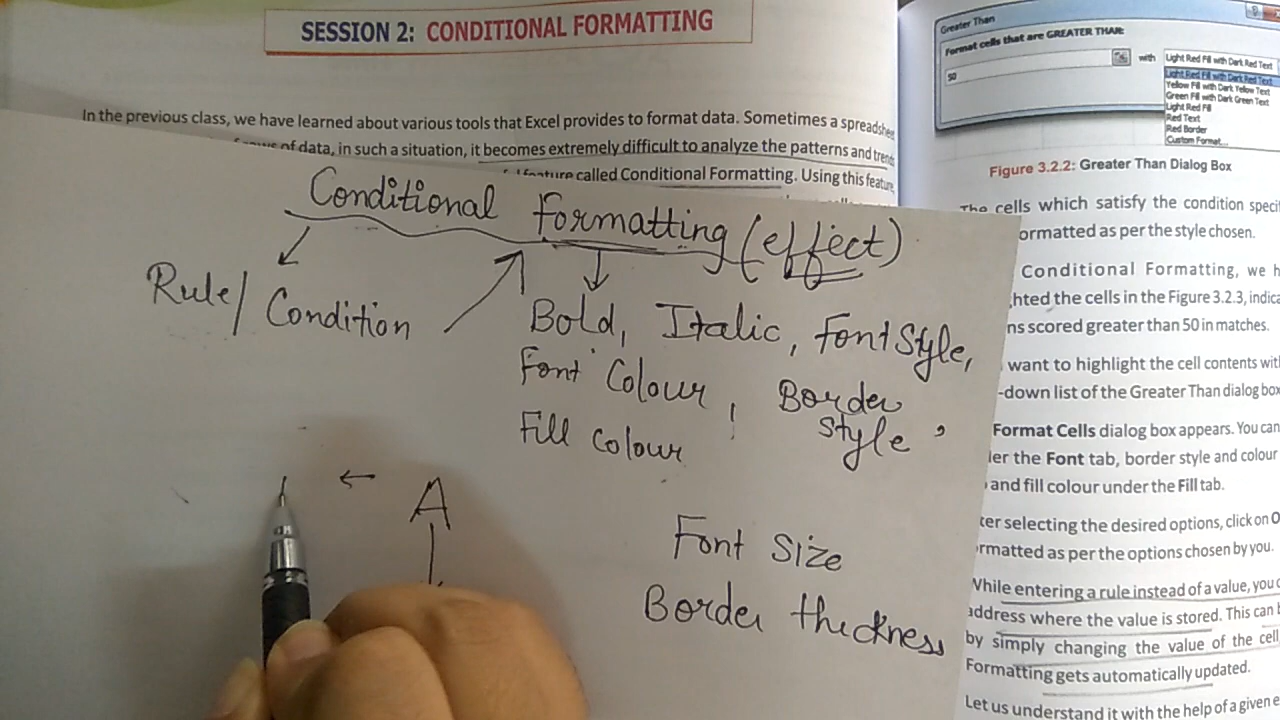 SESSION 2: CONDITIONAL FORMATTING
In the previous class, we have learned about various tools that Excel provides to format data. Sometimes a spreadshee
of data, in such a situation, it becomes extremely difficult to analyze the patterns and trend
feature called Conditional Formatting. Using this feature,
Conditional Formatting (effect)
Rule/ Condition
Bold, Italic, Font Style,
Font Colour, Border Style,
Fill Colour
A
Font Size
Border thickness
Greater Than
Format cells that are GREATER THAN:
50
with
Light Red Fill with Dark Red Text
Light Red Fill with Dark Red Text
Yellow Fill with Dark Yellow Text
Green Fill with Dark Green Text
Light Red Fill
Red Text
Red Border
Custom Format...
Figure 3.2.2: Greater Than Dialog Box
The cells which satisfy the condition speci
ormatted as per the style chosen.
Conditional Formatting, we h
hted the cells in the Figure 3.2.3, indica
ns scored greater than 50 in matches.
want to highlight the cell contents wit
-down list of the Greater Than dialog box
Format Cells dialog box appears. You can
er the Font tab, border style and colour
and fill colour under the Fill tab.
ter selecting the desired options, click on O
rmatted as per the options chosen by you.
While entering a rule instead of a value, you c
address where the value is stored. This can b
by simply changing the value of the cell
Formatting gets automatically updated.
Let us understand it with the help of a given e